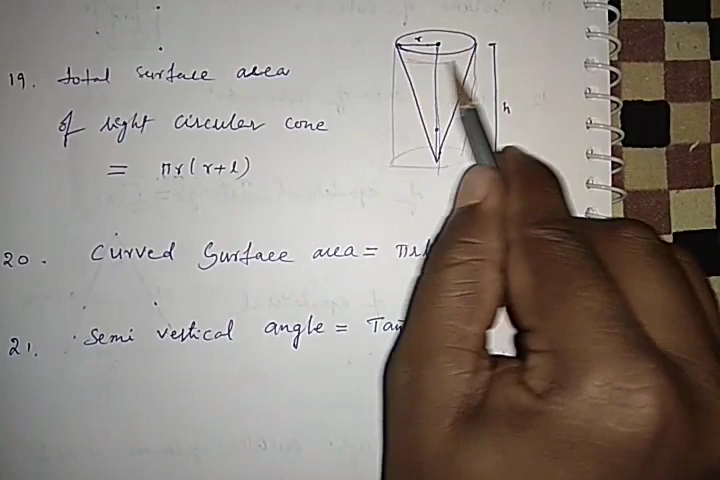 19. total surface area
of right circular cone
= πr(r+l)
r
h
20. Curved Surface area = πrl
21. Semi vertical angle = Tan